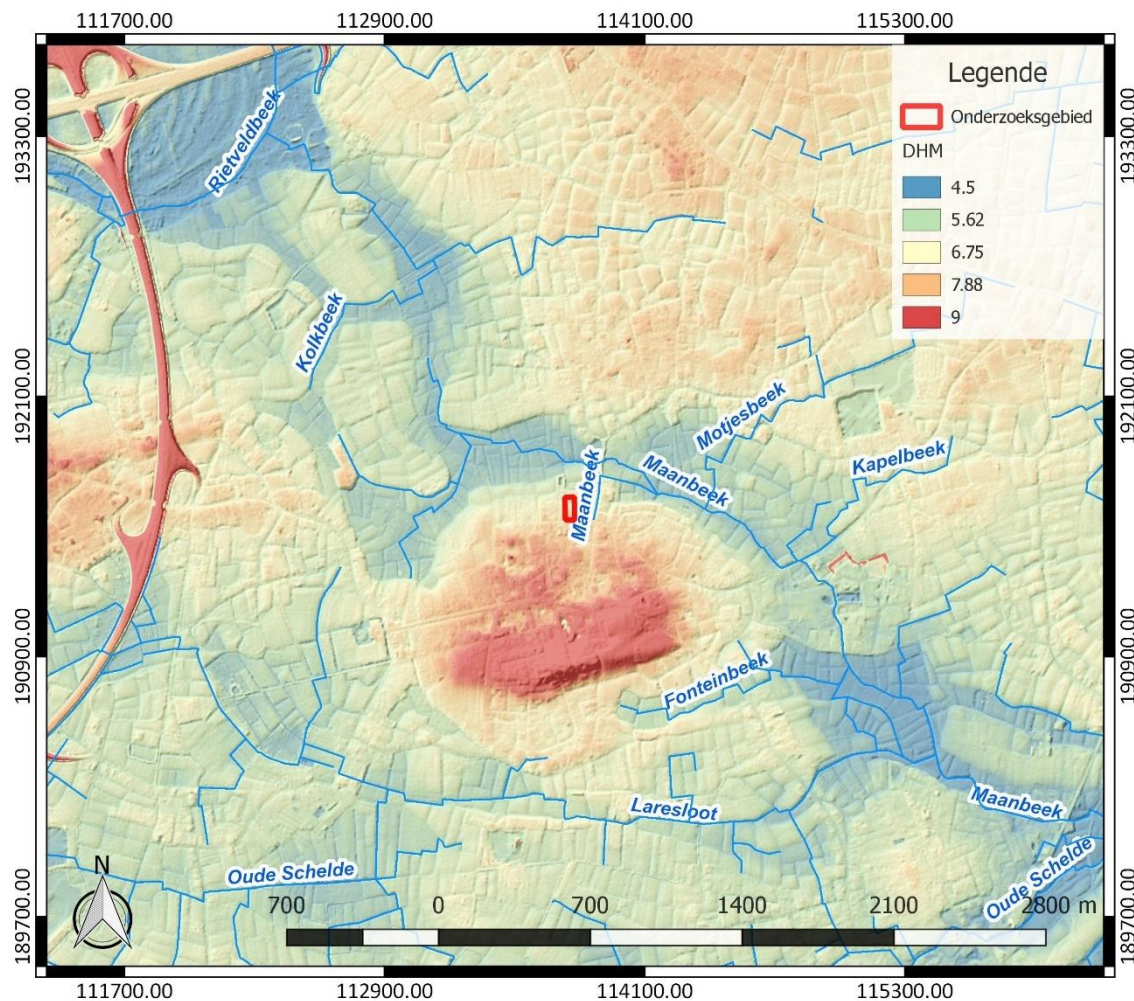 111700.00 112900.00 114100.00 115300.00
Legende
Onderzoeksgebied
DHM
4.5
5.62
6.75
7.88
9
193300.00
193300.00
Rietveldbeek
Kolkbeek
192100.00
192100.00
Motjesbeek
Maanbeek
Kapelbeek
Maanbeek
190900.00
190900.00
Fonteinbeek
Laresloot
Maanbeek
Oude Schelde
Oude Schelde
N
700 0 700 1400 2100 2800 m
189700.00
189700.00
111700.00 112900.00 114100.00 115300.00